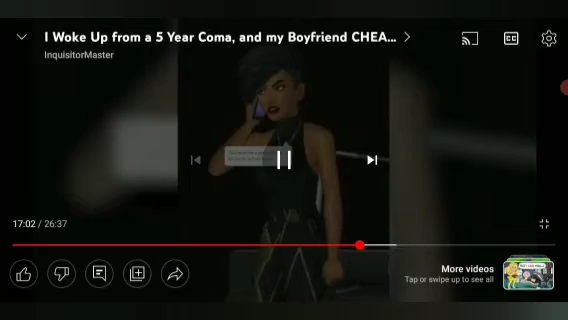 I Woke Up from a 5 Year Coma, and my Boyfriend CHEA...
InquisitorMaster
CC
17:02 / 26:37
More videos
Tap or swipe up to see all